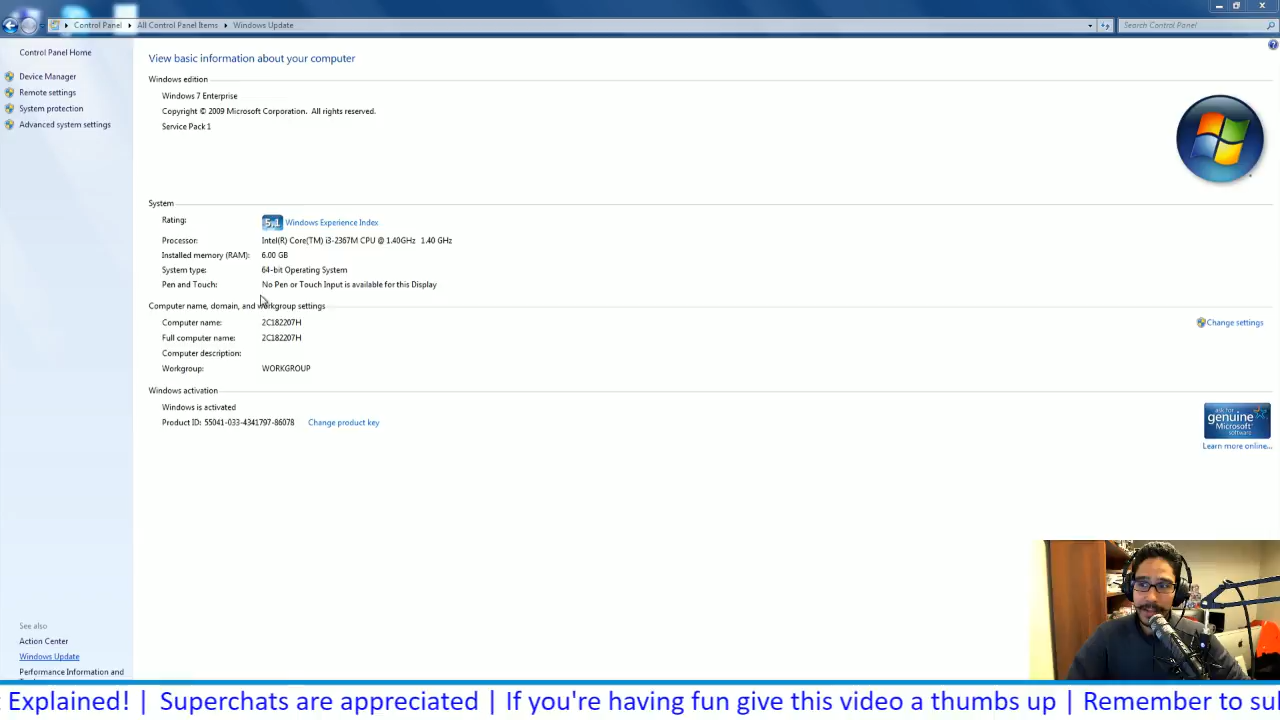 Control Panel
All Control Panel Items
Windows Update
Search Control Panel
Control Panel Home
Device Manager
Remote settings
System protection
Advanced system settings
View basic information about your computer
Windows edition
Windows 7 Enterprise
Copyright © 2009 Microsoft Corporation. All rights reserved.
Service Pack 1
System
Rating:
5.1 Windows Experience Index
Processor: Intel(R) Core(TM) i3-2367M CPU @ 1.40GHz 1.40 GHz
Installed memory (RAM): 6.00 GB
System type: 64-bit Operating System
Pen and Touch: No Pen or Touch Input is available for this Display
Computer name, domain, and workgroup settings
Computer name: 2C182207H
Change settings
Full computer name: 2C182207H
Computer description:
Workgroup: WORKGROUP
Windows activation
Windows is activated
Product ID: 55041-033-4341797-86078 Change product key
ask for
genuine
Microsoft
software
Learn more online...
See also
Action Center
Windows Update
Performance Information and
t Explained! | Superchats are appreciated | If you're having fun give this video a thumbs up | Remember to su